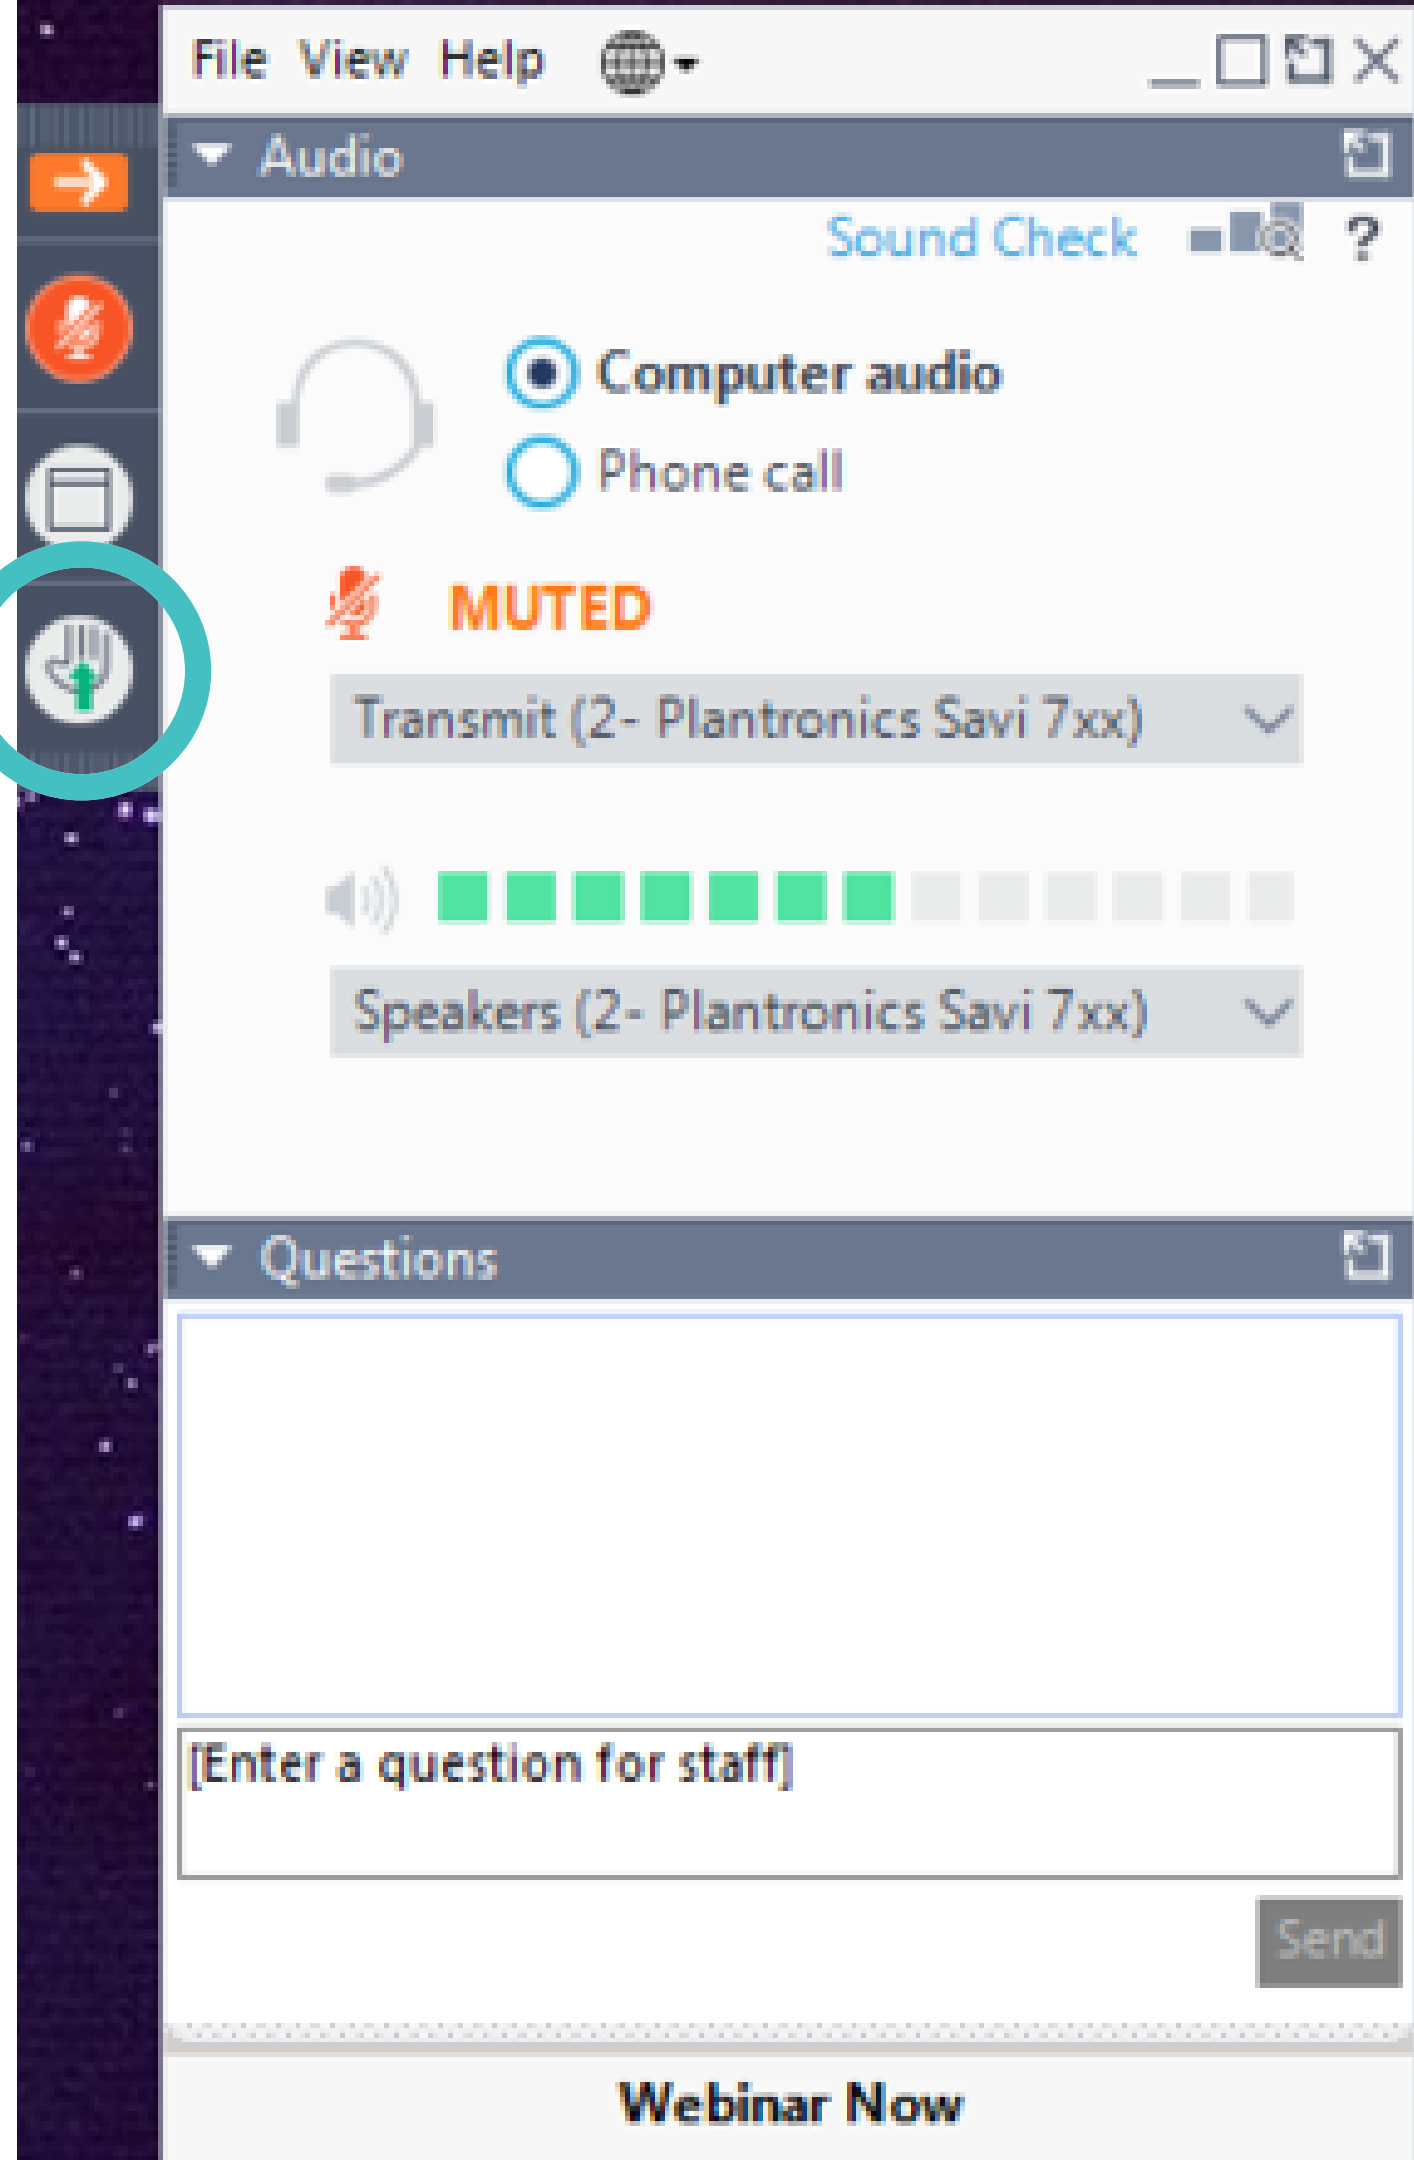 File View Help
Audio
Sound Check ?
Computer audio
Phone call
MUTED
Transmit (2- Plantronics Savi 7xx)
Speakers (2- Plantronics Savi 7xx)
Questions
[Enter a question for staff]
Send
Webinar Now